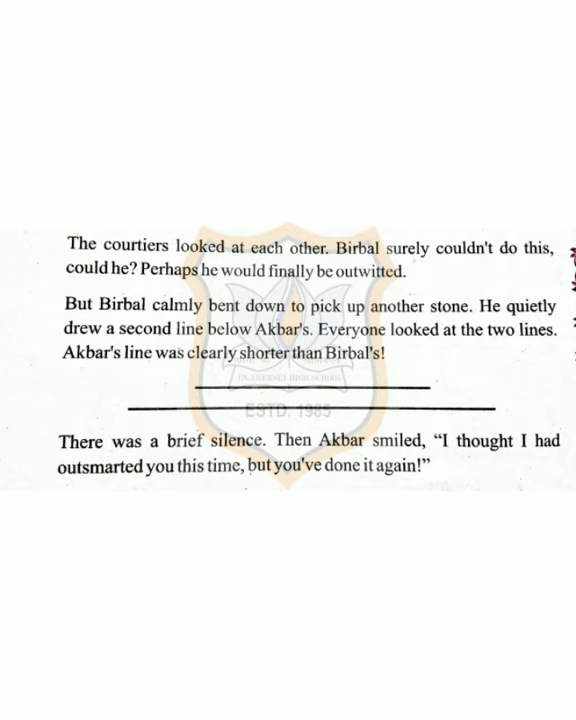 The courtiers looked at each other. Birbal surely couldn't do this,
could he? Perhaps he would finally be outwitted.
But Birbal calmly bent down to pick up another stone. He quietly
drew a second line below Akbar's. Everyone looked at the two lines.
Akbar's line was clearly shorter than Birbal's!
HIGH SCHOOL
ESTD. 1985
There was a brief silence. Then Akbar smiled, “I thought I had
outsmarted you this time, but you've done it again!”